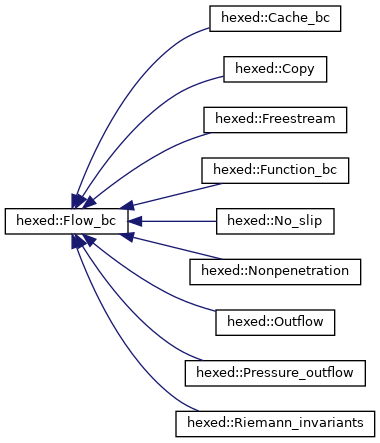 hexed::Cache_bc
hexed::Copy
hexed::Freestream
hexed::Function_bc
hexed::Flow_bc
hexed::No_slip
hexed::Nonpenetration
hexed::Outflow
hexed::Pressure_outflow
hexed::Riemann_invariants